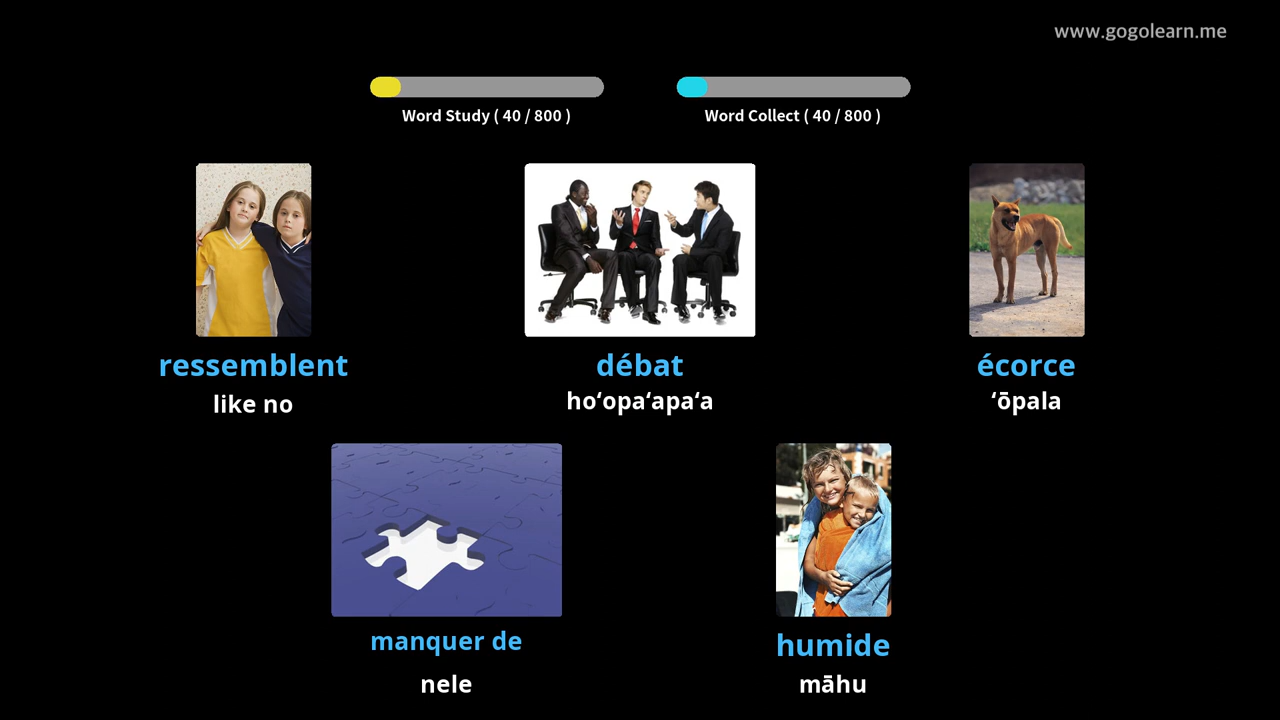 www.gogolearn.me
Word Study ( 40 / 800 )
Word Collect ( 40 / 800 )
ressemblent
like no
débat
hoʻopaʻapaʻa
écorce
ʻōpala
manquer de
nele
humide
māhu